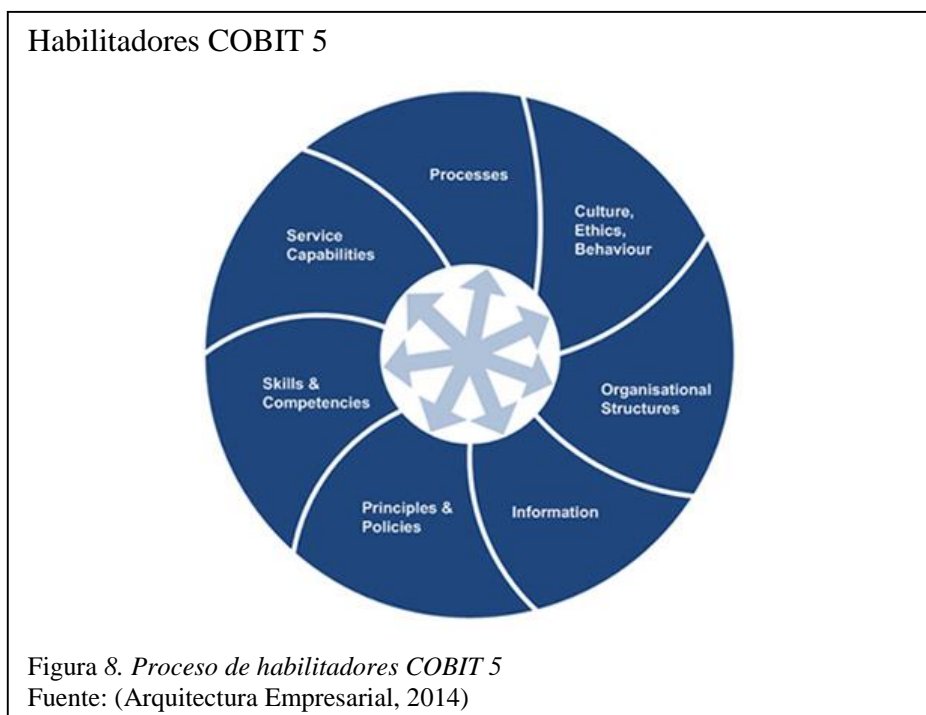 Habilitadores COBIT 5
Processes
Culture,
Ethics,
Behaviour
Service
Capabilities
Skills &
Competencies
Organisational
Structures
Principles &
Policies
Information
Figura 8. Proceso de habilitadores COBIT 5
Fuente: (Arquitectura Empresarial, 2014)